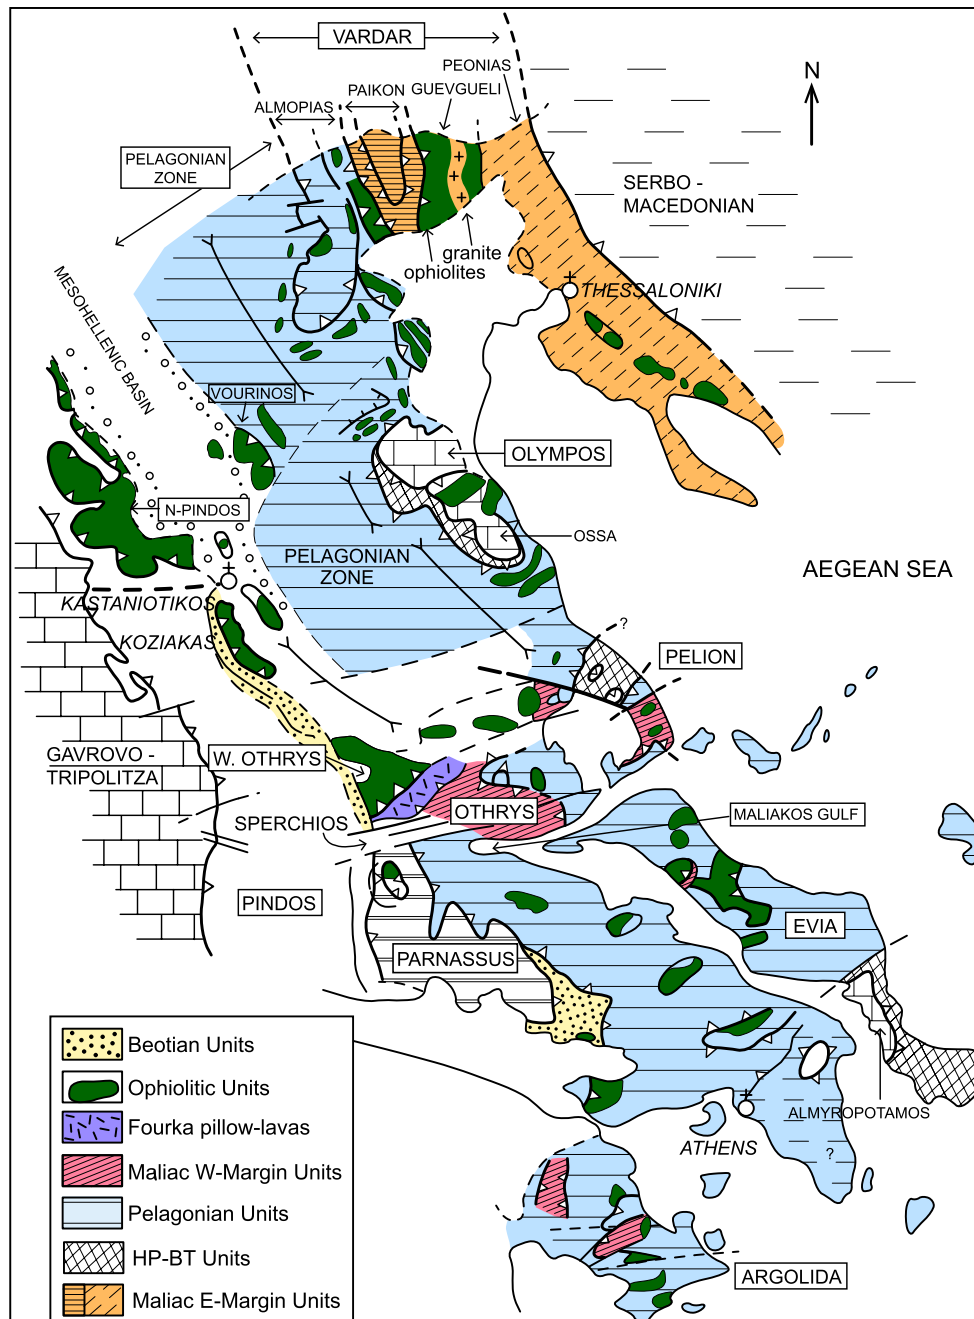 VARDAR
PEONIAS
PAIKON
GUEVGUELI
ALMOPIAS
N
PELAGONIAN
ZONE
SERBO -
MACEDONIAN
granite
ophiolites
THESSALONIKI
MESOHELLENIC BASIN
VOURINOS
OLYMPOS
N-PINDOS
OSSA
PELAGONIAN
ZONE
AEGEAN SEA
KASTANIOTIKOS
?
KOZIAKAS
PELION
GAVROVO -
TRIPOLITZA
W. OTHRYS
OTHRYS
SPERCHIOS
MALIAKOS GULF
PINDOS
EVIA
PARNASSUS
Beotian Units
Ophiolitic Units
Fourka pillow-lavas
Maliac W-Margin Units
Pelagonian Units
HP-BT Units
Maliac E-Margin Units
ALMYROPOTAMOS
ATHENS
?
ARGOLIDA